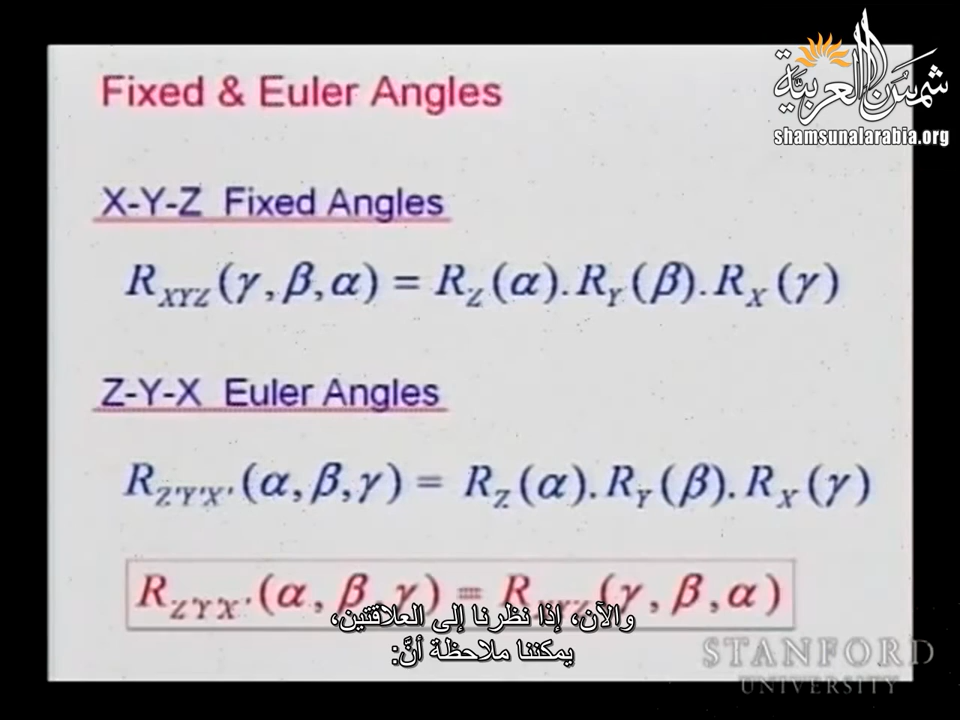 Fixed & Euler Angles
شمس العربية
shamsunalarabia.org
X-Y-Z Fixed Angles
R_XYZ(γ,β,α) = R_Z(α).R_Y(β).R_X(γ)
Z-Y-X Euler Angles
R_Z'Y'X'(α,β,γ) = R_Z(α).R_Y(β).R_X(γ)
R_Z'Y'X'(α,β,γ) = R_XYZ(γ,β,α)
والآن، إذا نظرنا إلى العلاقتين،
يمكننا ملاحظة أنَّ:
STANFORD
UNIVERSITY